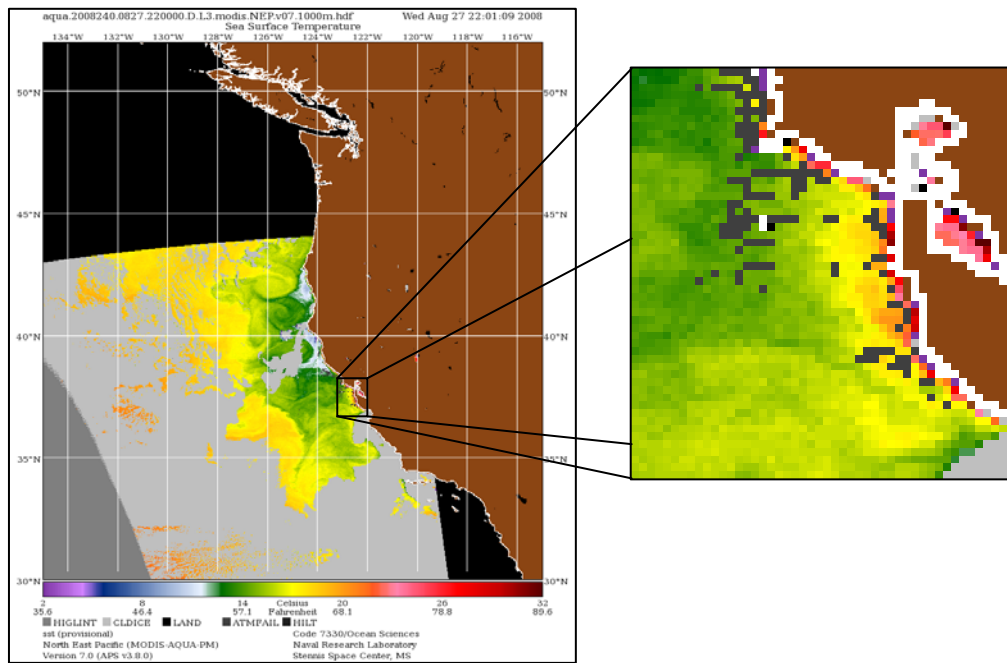 aqua.2008240.0827.220000.D.L3.modis.NEP.v07.1000m.hdf Wed Aug 27 22:01:09 2008
Sea Surface Temperature
134°W 132°W 130°W 128°W 126°W 124°W 122°W 120°W 118°W 116°W
50°N 50°N
45°N 45°N
40°N 40°N
35°N 35°N
30°N 30°N
2 8 14 Celsius 20 26 32
35.6 46.4 57.1 Fahrenheit 68.1 78.8 89.6
HIGLINT CLDICE LAND ATMFAIL HILT
sst (provisional) Code 7330/Ocean Sciences
North East Pacific (MODIS-AQUA-PM) Naval Research Laboratory
Version 7.0 (APS v3.8.0) Stennis Space Center, MS